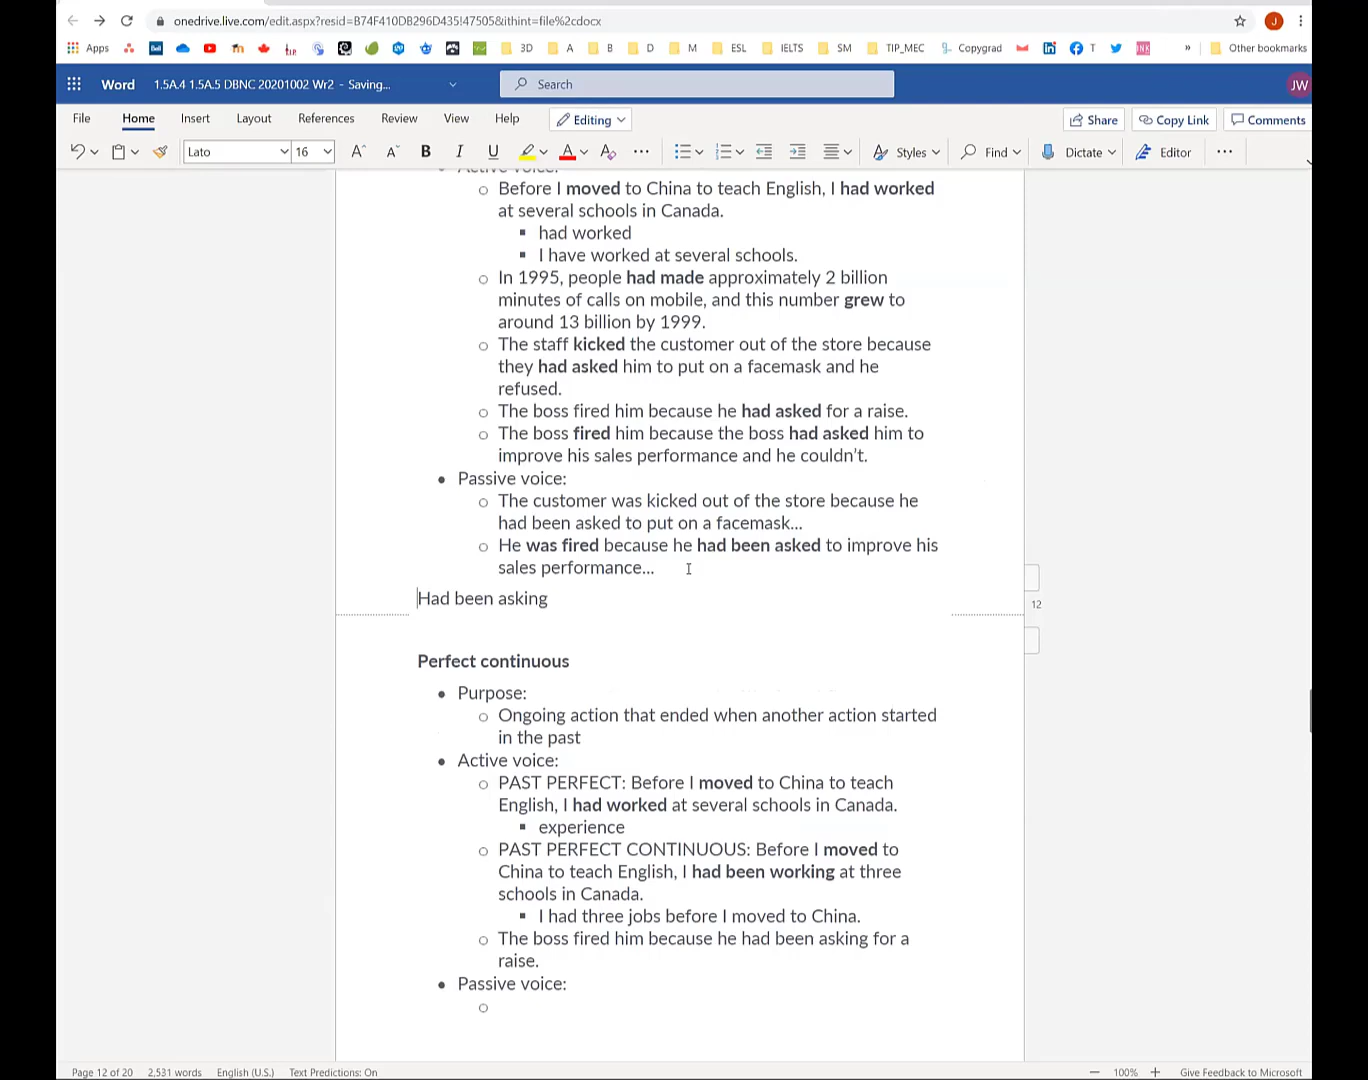 onedrive.live.com/edit.aspx?resid=B74F410DB296D435!47505&ithint=file%2cdocx
Apps 3D A B D M ESL IELTS SM TIP_MEC Copygrad T » Other bookmarks
Word 1.5A.4 1.5A.5 DBNC 20201002 Wr2 - Saving... Search JW
File Home Insert Layout References Review View Help Editing Share Copy Link Comments
Lato 16 A A B I U A Styles Find Dictate Editor
Active voice:
Before I moved to China to teach English, I had worked
at several schools in Canada.
had worked
I have worked at several schools.
In 1995, people had made approximately 2 billion
minutes of calls on mobile, and this number grew to
around 13 billion by 1999.
The staff kicked the customer out of the store because
they had asked him to put on a facemask and he
refused.
The boss fired him because he had asked for a raise.
The boss fired him because the boss had asked him to
improve his sales performance and he couldn't.
Passive voice:
The customer was kicked out of the store because he
had been asked to put on a facemask...
He was fired because he had been asked to improve his
sales performance...
Had been asking
12
Perfect continuous
Purpose:
Ongoing action that ended when another action started
in the past
Active voice:
PAST PERFECT: Before I moved to China to teach
English, I had worked at several schools in Canada.
experience
PAST PERFECT CONTINUOUS: Before I moved to
China to teach English, I had been working at three
schools in Canada.
I had three jobs before I moved to China.
The boss fired him because he had been asking for a
raise.
Passive voice:
Page 12 of 20 2,531 words English (U.S.) Text Predictions: On 100% Give Feedback to Microsoft